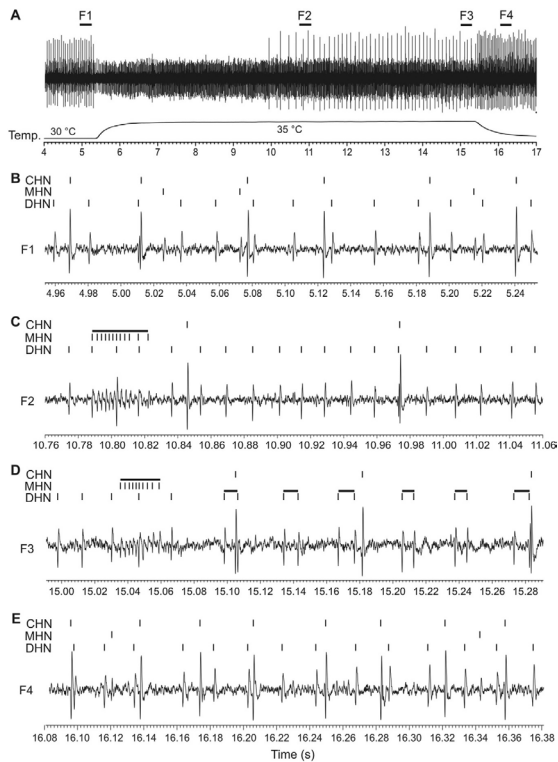 A F1 F2 F3 F4
Temp. 30 °C 35 °C
4 5 6 7 8 9 10 11 12 13 14 15 16 17
B CHN
MHN
DHN
F1
4.96 4.98 5.00 5.02 5.04 5.06 5.08 5.10 5.12 5.14 5.16 5.18 5.20 5.22 5.24
C CHN
MHN
DHN
F2
10.76 10.78 10.80 10.82 10.84 10.86 10.88 10.90 10.92 10.94 10.96 10.98 11.00 11.02 11.04 11.06
D CHN
MHN
DHN
F3
15.00 15.02 15.04 15.06 15.08 15.10 15.12 15.14 15.16 15.18 15.20 15.22 15.24 15.26 15.28
E CHN
MHN
DHN
F4
16.08 16.10 16.12 16.14 16.16 16.18 16.20 16.22 16.24 16.26 16.28 16.30 16.32 16.34 16.36 16.38
Time (s)